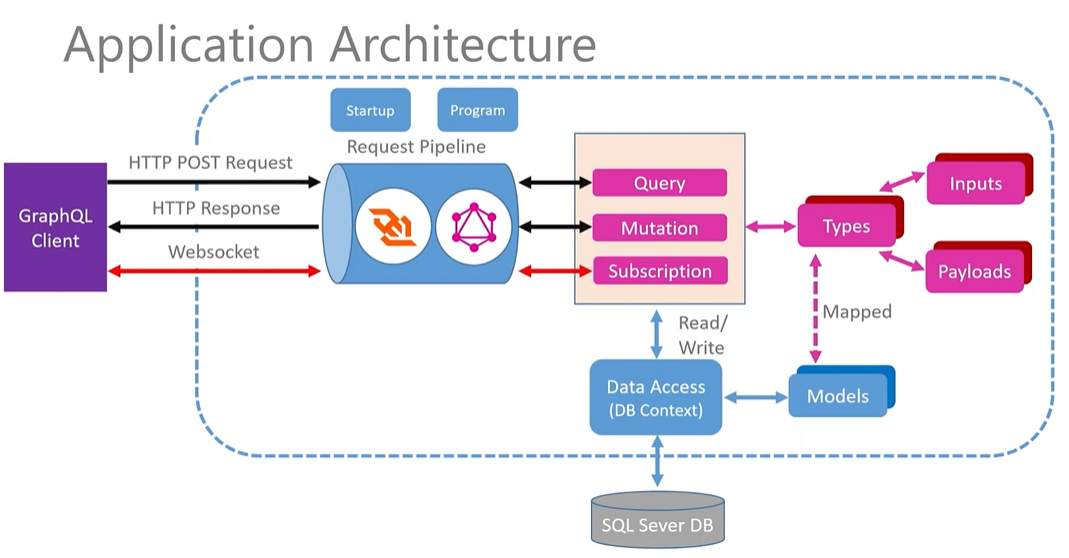 Application Architecture
Startup
Program
Request Pipeline
HTTP POST Request
HTTP Response
Websocket
GraphQL
Client
Query
Mutation
Subscription
Types
Inputs
Payloads
Mapped
Read/
Write
Data Access
(DB Context)
Models
SQL Sever DB